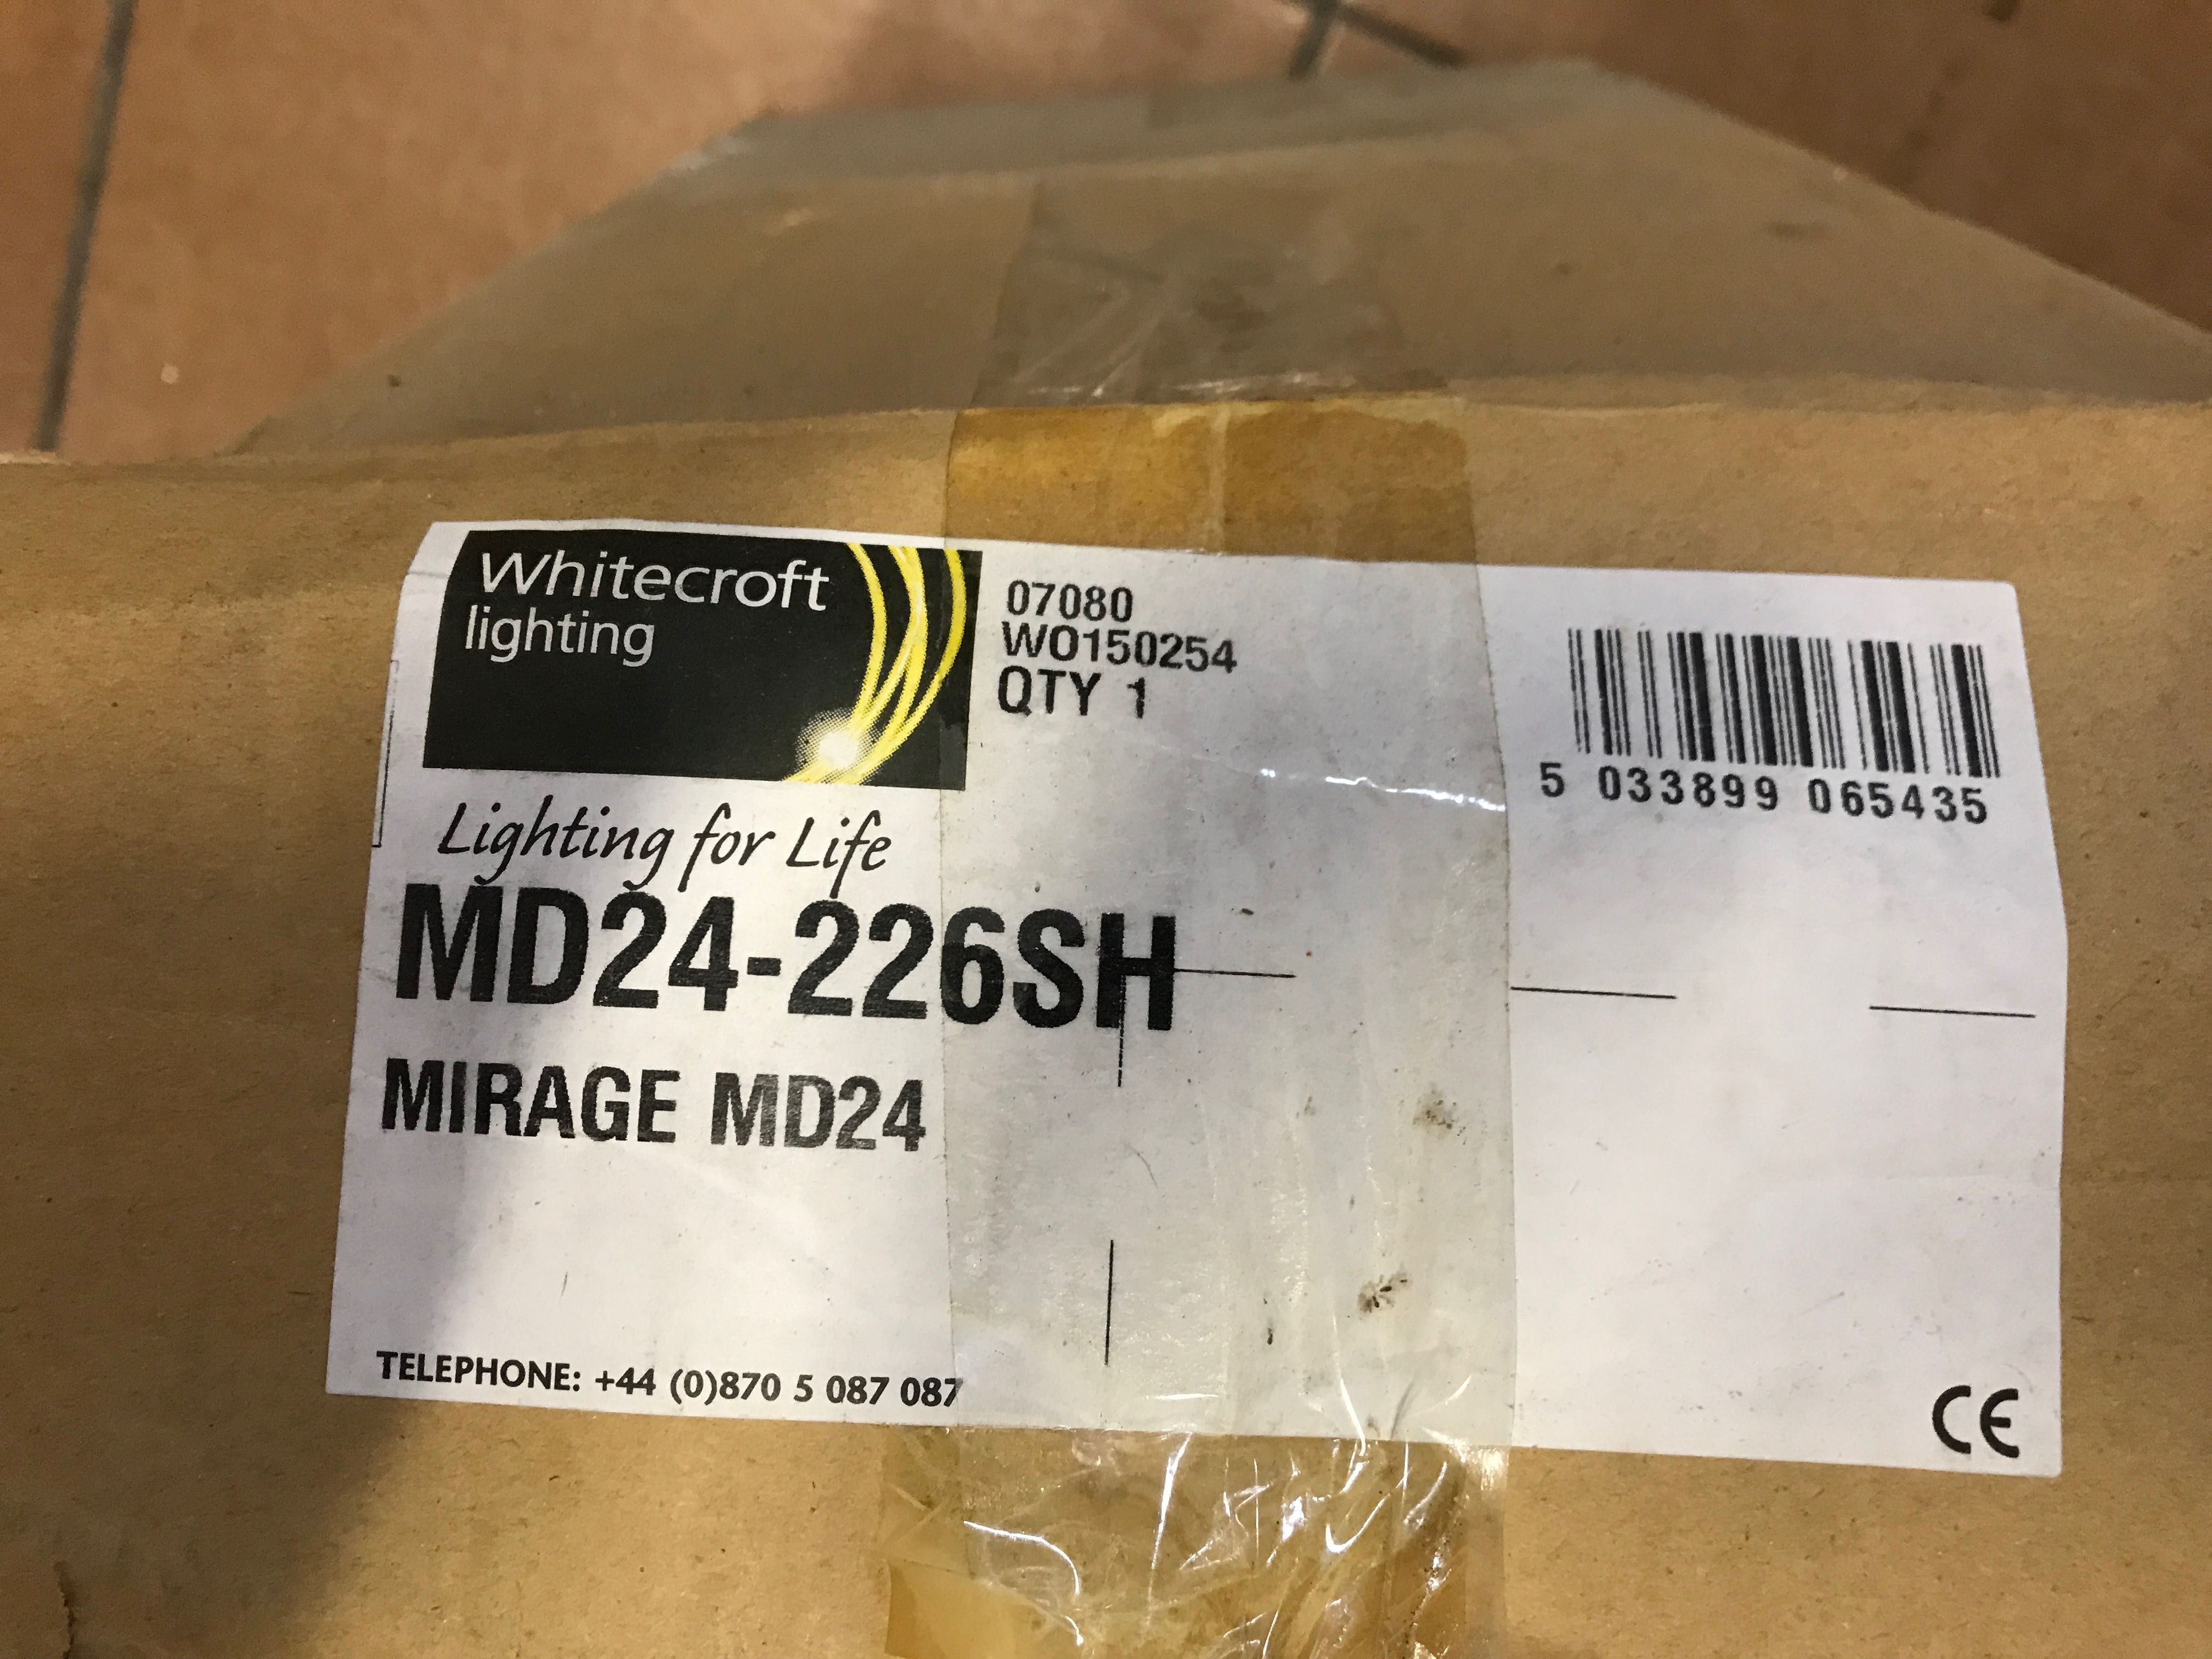 Whitecroft
lighting
07080
WO150254
QTY 1
5 033899 065435
Lighting for Life
MD24-226SH
MIRAGE MD24
TELEPHONE: +44 (0)870 5 087 087
CE